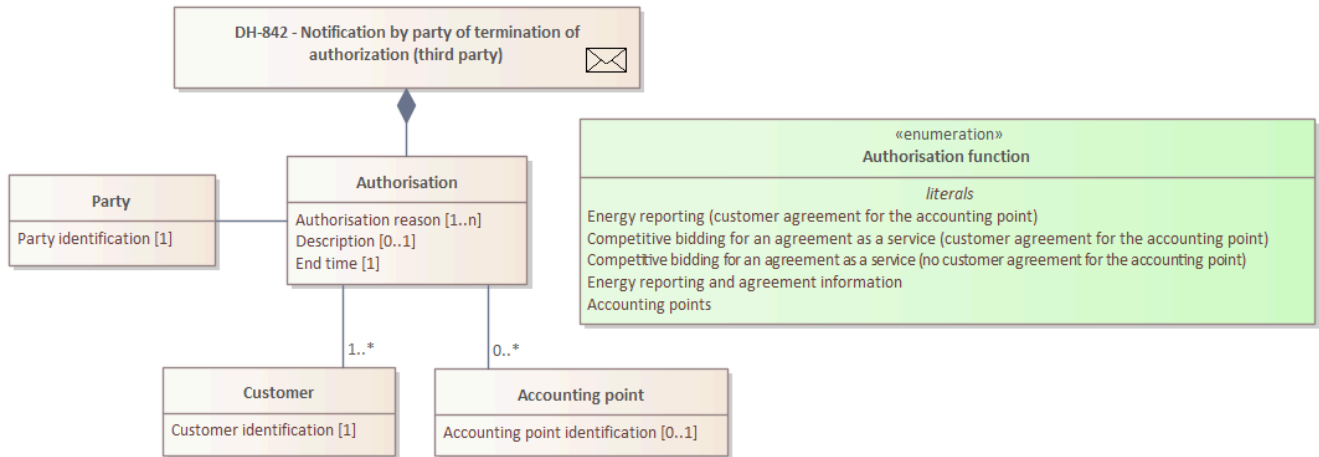 DH-842 - Notification by party of termination of
authorization (third party)
«enumeration»
Authorisation function
literals
Energy reporting (customer agreement for the accounting point)
Competitive bidding for an agreement as a service (customer agreement for the accounting point)
Competitive bidding for an agreement as a service (no customer agreement for the accounting point)
Energy reporting and agreement information
Accounting points
Party
Party identification [1]
Authorisation
Authorisation reason [1..n]
Description [0..1]
End time [1]
1..*
0..*
Customer
Customer identification [1]
Accounting point
Accounting point identification [0..1]